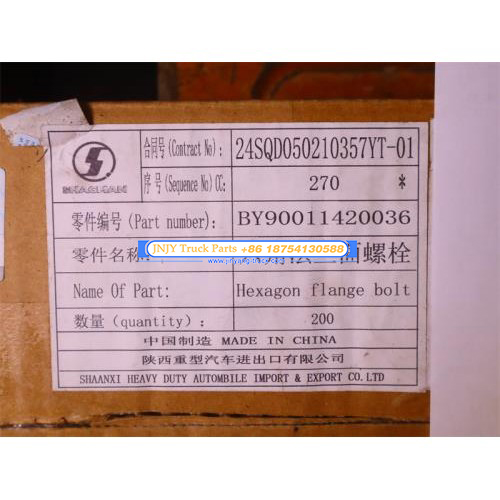 SHACMAN
合同号(Contract No): 24SQD050210357YT-01
序号(Sequence No)CC: 270 *
零件编号(Part number): BY90011420036
零件名称 螺栓
JNJY Truck Parts +86 18754130588
Name Of Part: Hexagon flange bolt
数量(quantity): 200
中国制造 MADE IN CHINA
陕西重型汽车进出口有限公司
SHAANXI HEAVY DUTY AUTOMBILE IMPORT & EXPORT CO.LTD